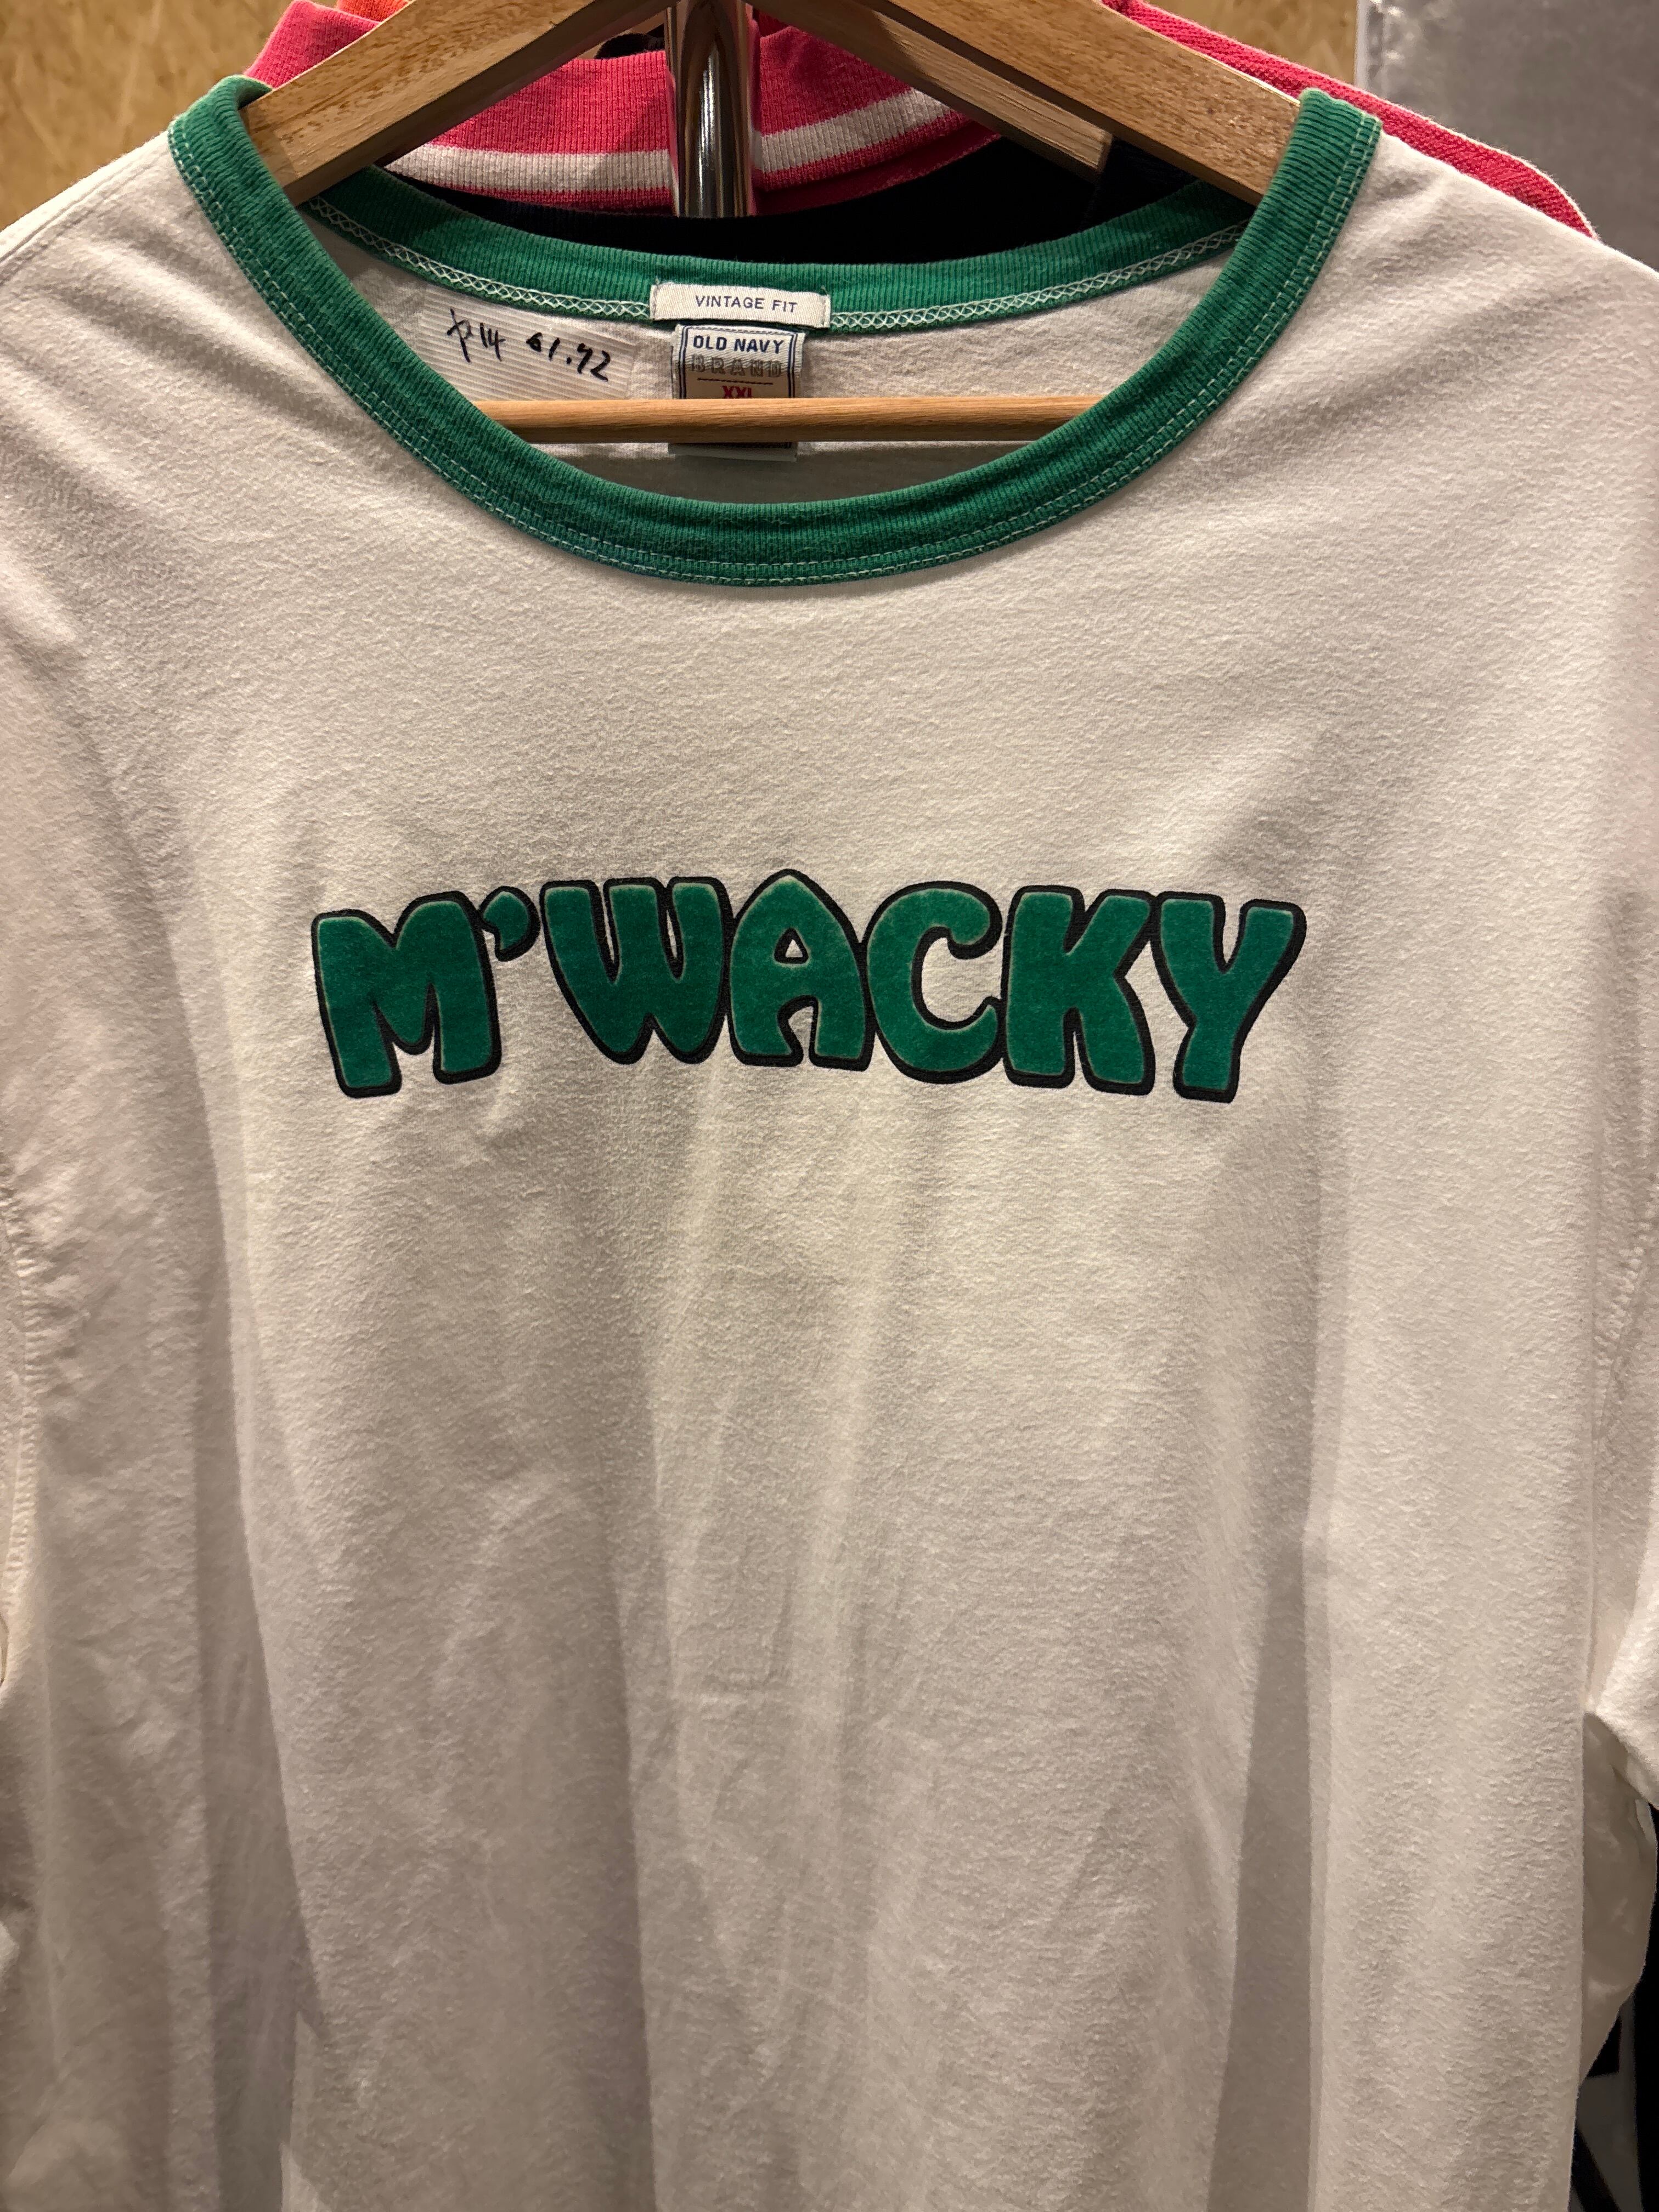 VINTAGE FIT
OLD NAVY
BRAND
XXL
M'WACKY